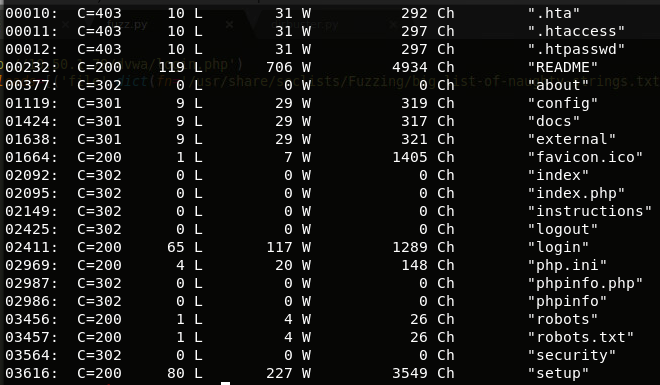 00010:  C=403     10 L        31 W        292 Ch        ".hta"
00011:  C=403     10 L        31 W        297 Ch        ".htaccess"
00012:  C=403     10 L        31 W        297 Ch        ".htpasswd"
00232:  C=200    119 L       706 W       4934 Ch        "README"
00377:  C=302      0 L         0 W          0 Ch        "about"
01119:  C=301      9 L        29 W        319 Ch        "config"
01424:  C=301      9 L        29 W        317 Ch        "docs"
01638:  C=301      9 L        29 W        321 Ch        "external"
01664:  C=200      1 L         7 W       1405 Ch        "favicon.ico"
02092:  C=302      0 L         0 W          0 Ch        "index"
02095:  C=302      0 L         0 W          0 Ch        "index.php"
02149:  C=302      0 L         0 W          0 Ch        "instructions"
02425:  C=302      0 L         0 W          0 Ch        "logout"
02411:  C=200     65 L       117 W       1289 Ch        "login"
02969:  C=200      4 L        20 W        148 Ch        "php.ini"
02987:  C=302      0 L         0 W          0 Ch        "phpinfo.php"
02986:  C=302      0 L         0 W          0 Ch        "phpinfo"
03456:  C=200      1 L         4 W         26 Ch        "robots"
03457:  C=200      1 L         4 W         26 Ch        "robots.txt"
03564:  C=302      0 L         0 W          0 Ch        "security"
03616:  C=200     80 L       227 W       3549 Ch        "setup"